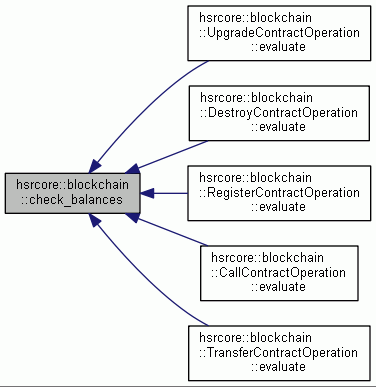 hsrcore::blockchain
::UpgradeContractOperation
::evaluate
hsrcore::blockchain
::DestroyContractOperation
::evaluate
hsrcore::blockchain
::check_balances
hsrcore::blockchain
::RegisterContractOperation
::evaluate
hsrcore::blockchain
::CallContractOperation
::evaluate
hsrcore::blockchain
::TransferContractOperation
::evaluate